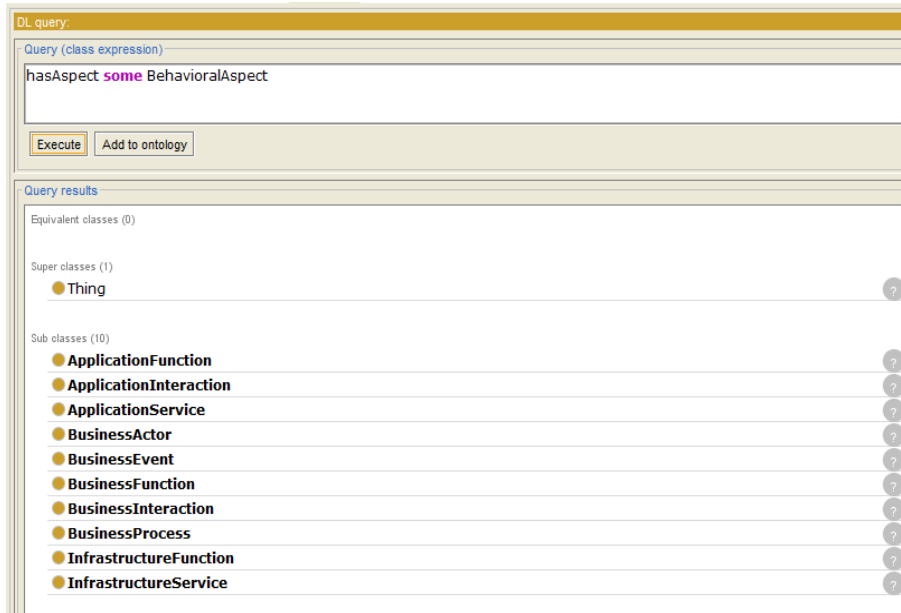 DL query:
Query (class expression)
hasAspect some BehavioralAspect
Execute Add to ontology
Query results
Equivalent classes (0)
Super classes (1)
Thing ?
Sub classes (10)
ApplicationFunction ?
ApplicationInteraction ?
ApplicationService ?
BusinessActor ?
BusinessEvent ?
BusinessFunction ?
BusinessInteraction ?
BusinessProcess ?
InfrastructureFunction ?
InfrastructureService ?